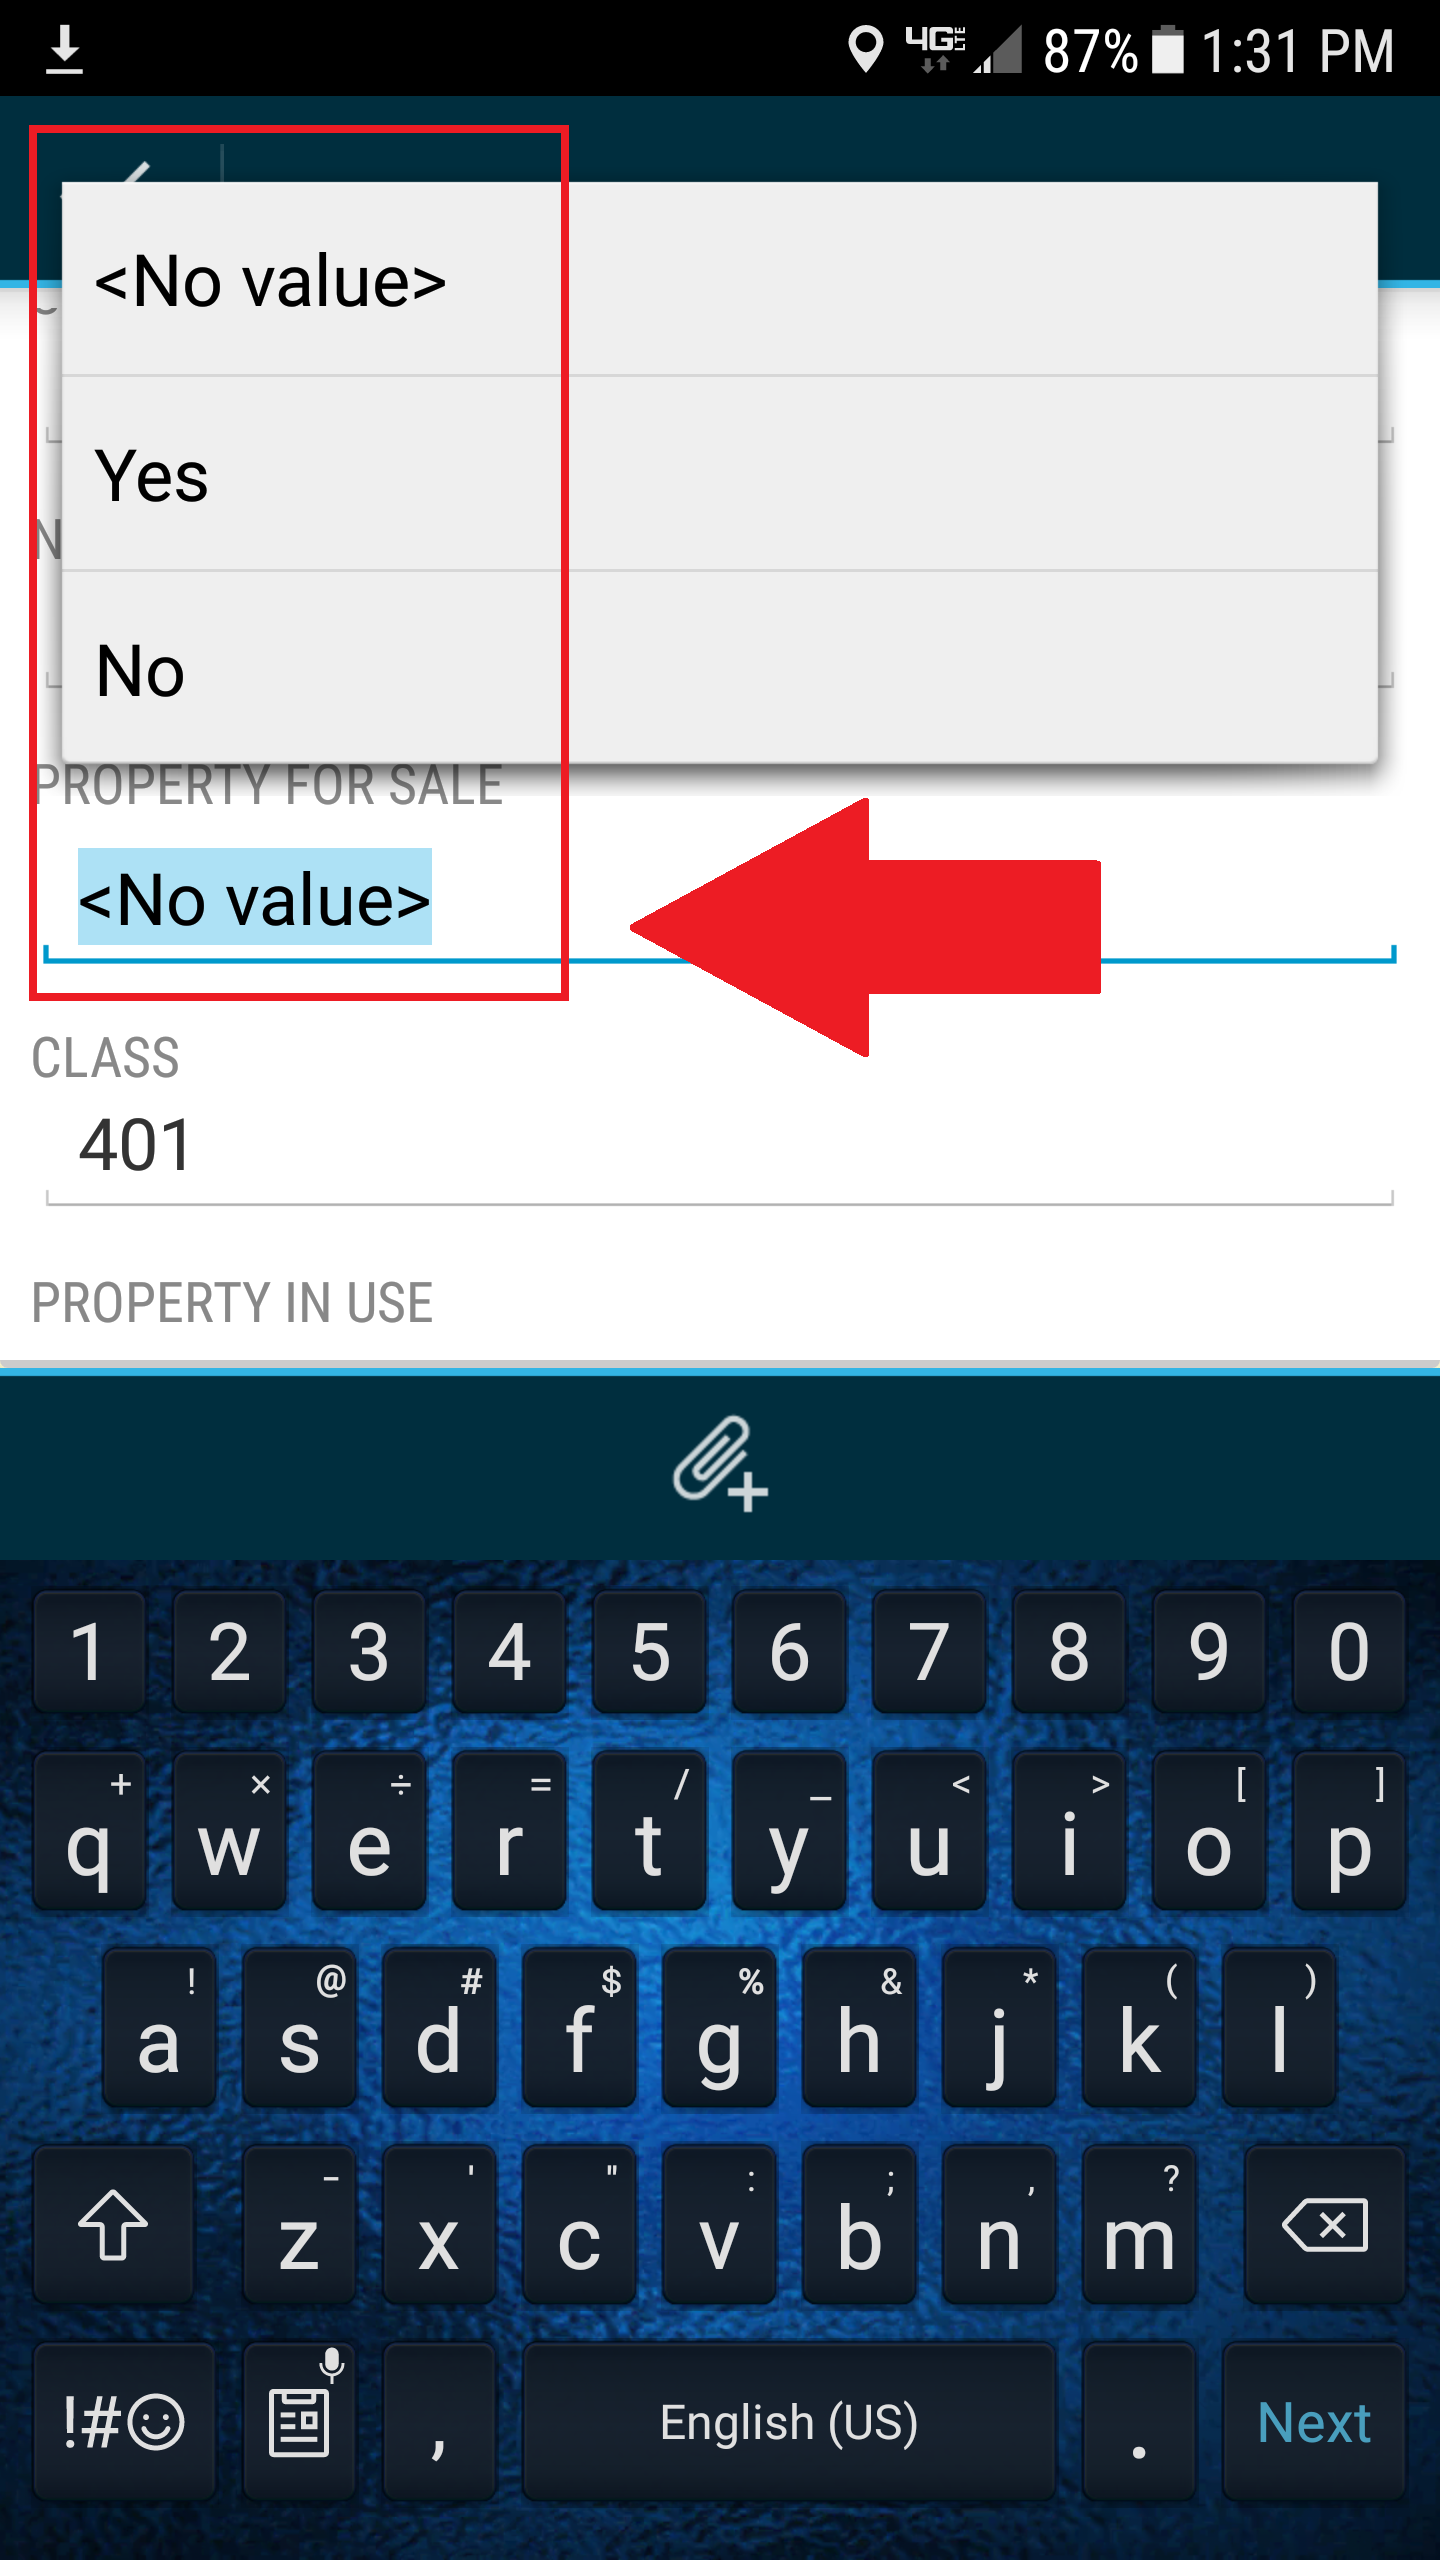 4G LTE 87% 1:31 PM
<No value>
Yes
No
PROPERTY FOR SALE
<No value>
CLASS
401
PROPERTY IN USE
1 2 3 4 5 6 7 8 9 0
+ × ÷ = / _ < > [ ]
q w e r t y u i o p
! @ # $ % & * ( )
a s d f g h j k l
- ' " : ; , ?
z x c v b n m
!#☺ , English (US) . Next